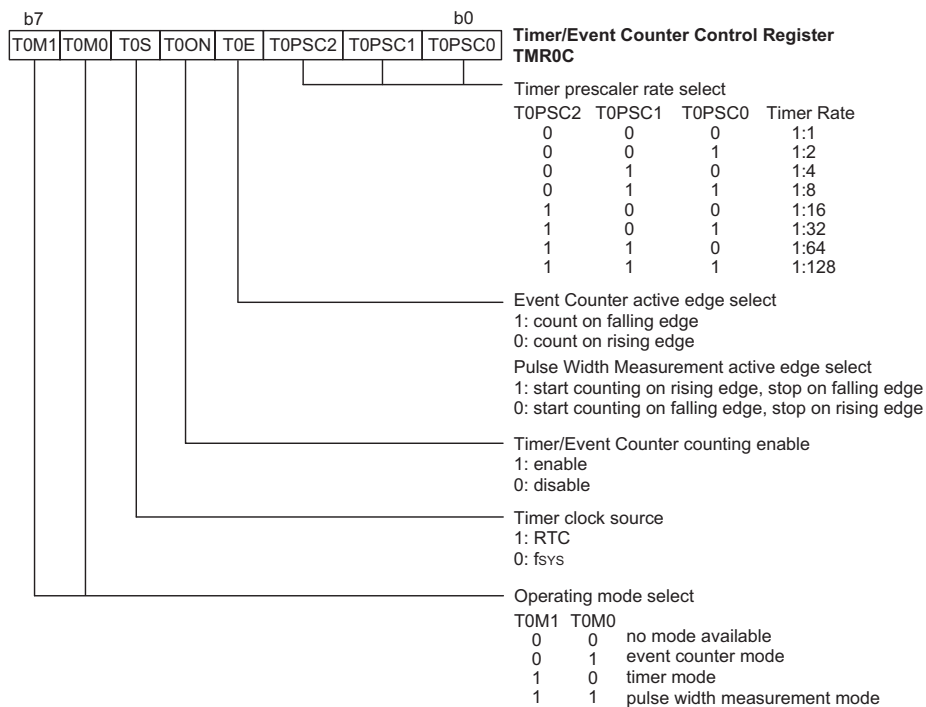 b7 b0
T0M1 T0M0 T0S T0ON T0E T0PSC2 T0PSC1 T0PSC0
Timer/Event Counter Control Register
TMR0C
Timer prescaler rate select
T0PSC2 T0PSC1 T0PSC0 Timer Rate
0 0 0 1:1
0 0 1 1:2
0 1 0 1:4
0 1 1 1:8
1 0 0 1:16
1 0 1 1:32
1 1 0 1:64
1 1 1 1:128
Event Counter active edge select
1: count on falling edge
0: count on rising edge
Pulse Width Measurement active edge select
1: start counting on rising edge, stop on falling edge
0: start counting on falling edge, stop on rising edge
Timer/Event Counter counting enable
1: enable
0: disable
Timer clock source
1: RTC
0: fSYS
Operating mode select
T0M1 T0M0
0 0 no mode available
0 1 event counter mode
1 0 timer mode
1 1 pulse width measurement mode